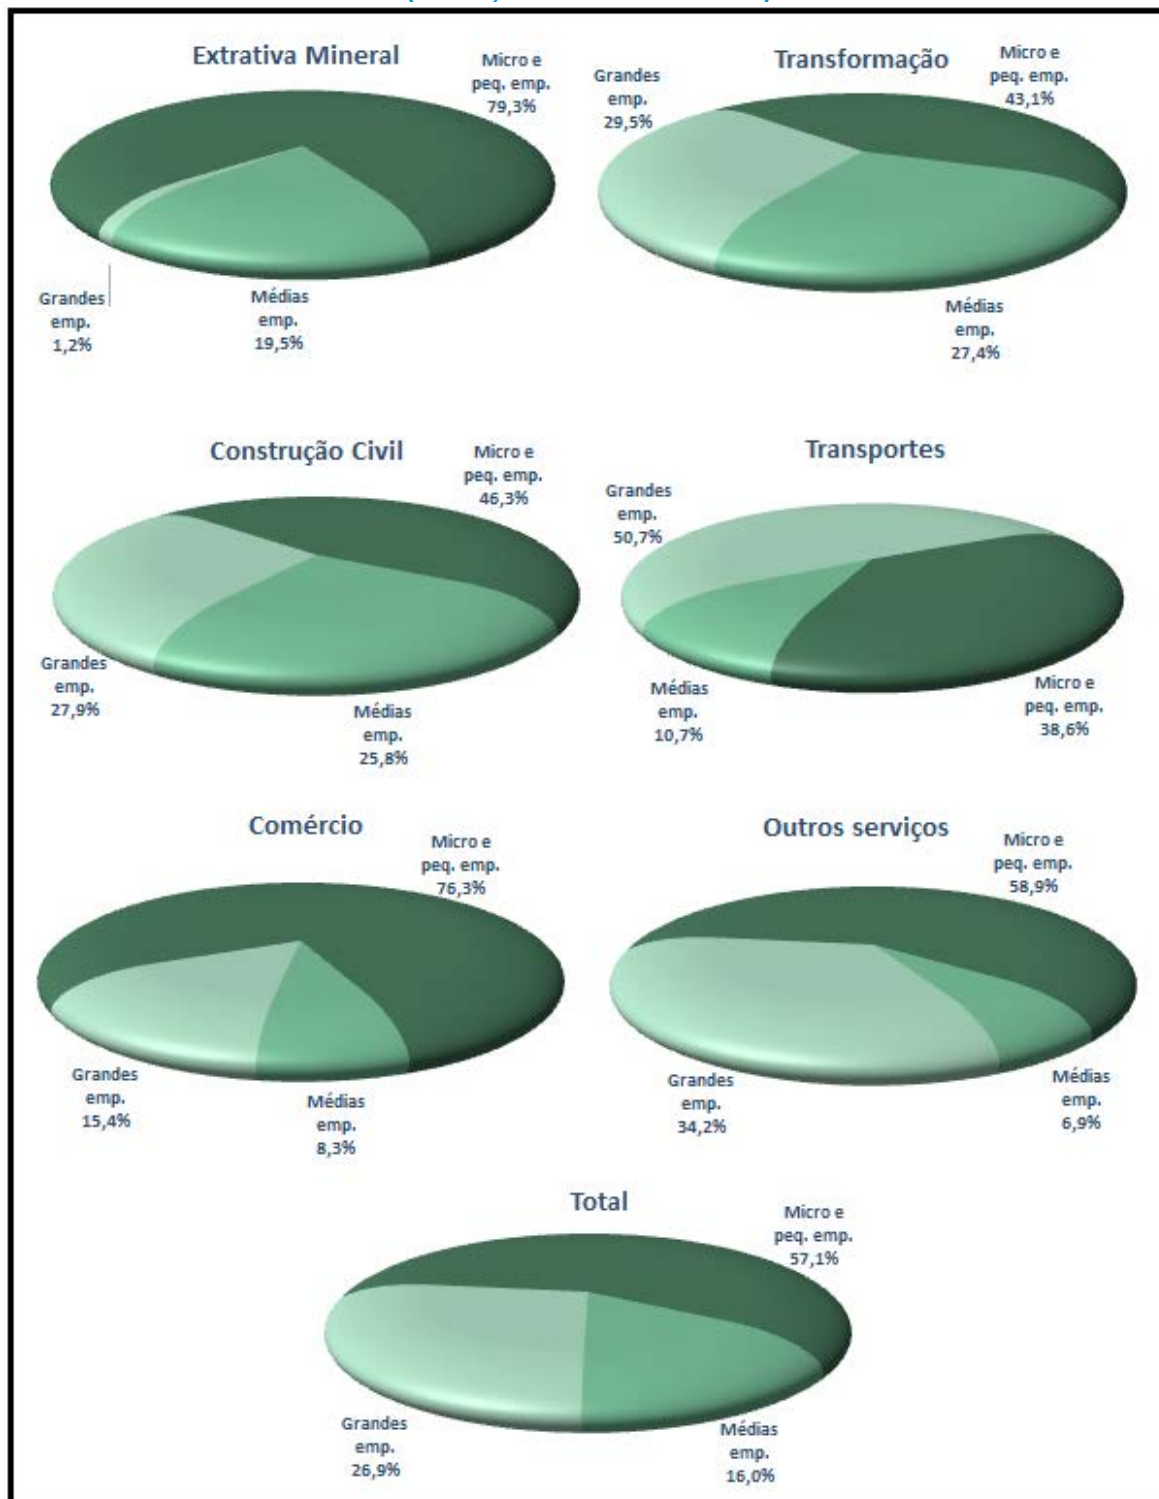 Extrativa Mineral
Micro e
peq. emp.
79,3%
Grandes
emp.
1,2%
Médias
emp.
19,5%
Transformação
Grandes
emp.
29,5%
Micro e
peq. emp.
43,1%
Médias
emp.
27,4%
Construção Civil
Micro e
peq. emp.
46,3%
Grandes
emp.
27,9%
Médias
emp.
25,8%
Transportes
Grandes
emp.
50,7%
Médias
emp.
10,7%
Micro e
peq. emp.
38,6%
Comércio
Micro e
peq. emp.
76,3%
Grandes
emp.
15,4%
Médias
emp.
8,3%
Outros serviços
Micro e
peq. emp.
58,9%
Grandes
emp.
34,2%
Médias
emp.
6,9%
Total
Micro e
peq. emp.
57,1%
Grandes
emp.
26,9%
Médias
emp.
16,0%